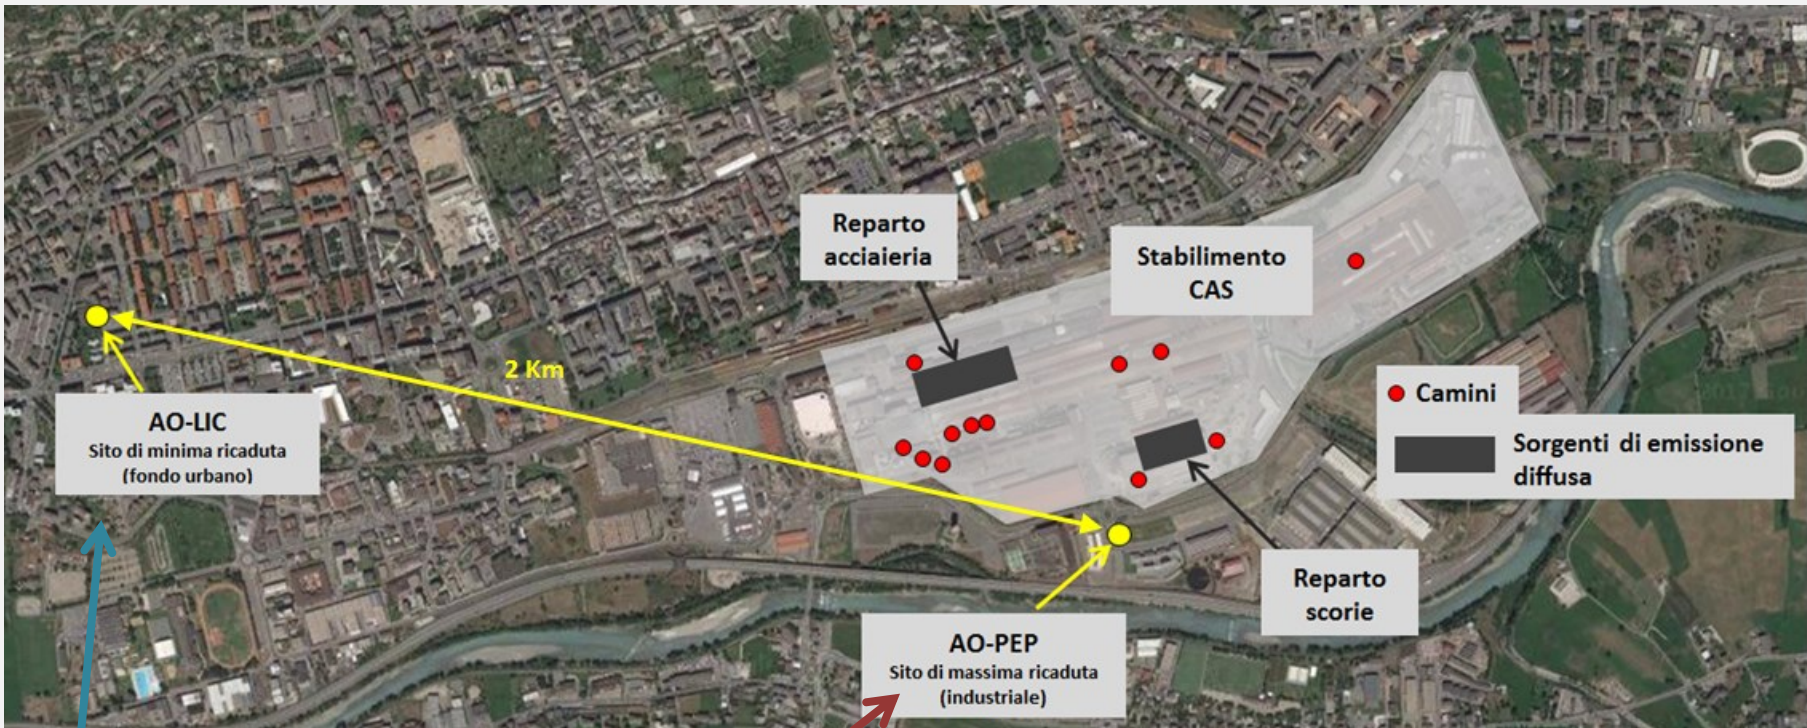 Reparto
acciaieria
Stabilimento
CAS
2 Km
Camini
AO-LIC
Sito di minima ricaduta
(fondo urbano)
Sorgenti di emissione
diffusa
Reparto
scorie
AO-PEP
Sito di massima ricaduta
(industriale)